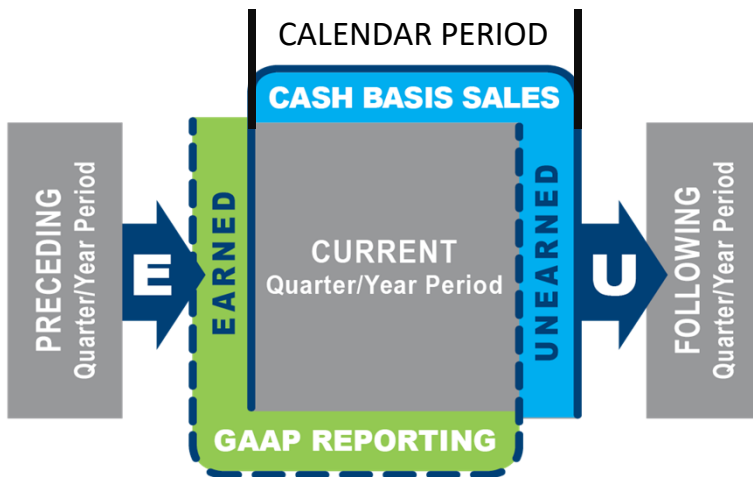 CALENDAR PERIOD
CASH BASIS SALES
PRECEDING
Quarter/Year Period
E
EARNED
CURRENT
Quarter/Year Period
UNEARNED
U
FOLLOWING
Quarter/Year Period
GAAP REPORTING